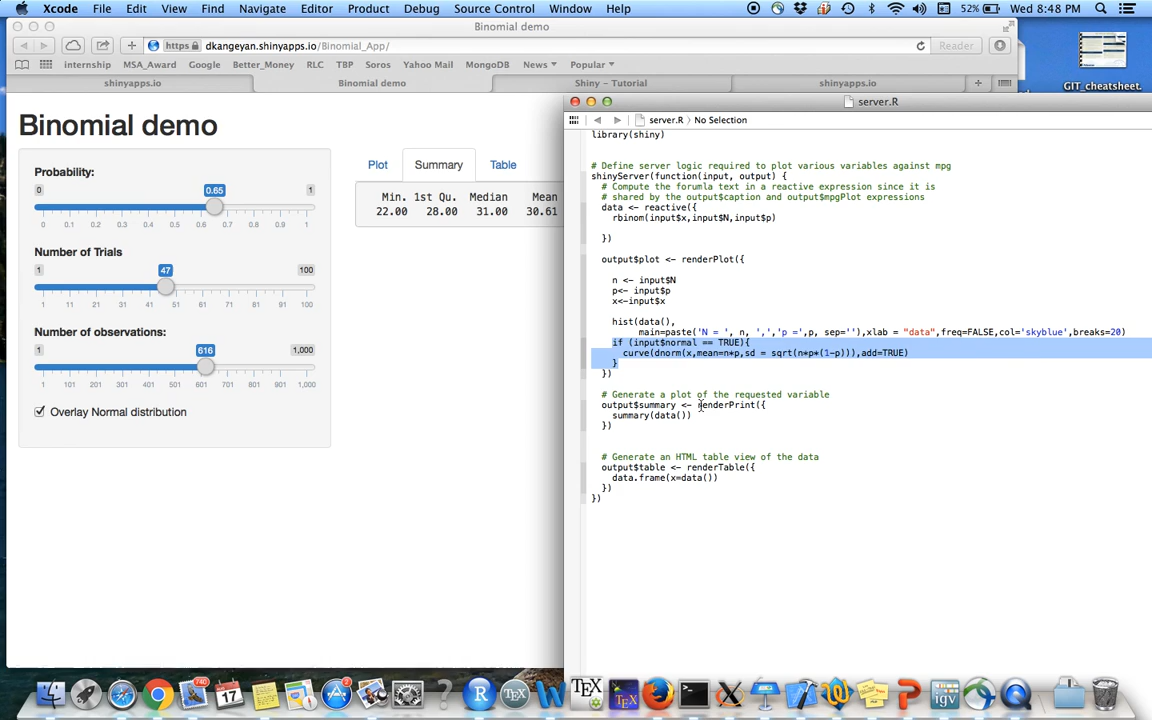 Xcode File Edit View Find Navigate Editor Product Debug Source Control Window Help 52% Wed 8:48 PM
Binomial demo
https dkangeyan.shinyapps.io/Binomial_App/ Reader
internship MSA_Award Google Better_Money RLC TBP Soros Yahoo Mail MongoDB News Popular
shinyapps.io Binomial demo Shiny – Tutorial shinyapps.io
GIT_cheatsheet.
Binomial demo
Probability:
0 0.65 1
0 0.1 0.2 0.3 0.4 0.5 0.6 0.7 0.8 0.9 1
Number of Trials
1 47 100
1 11 21 31 41 51 61 71 81 91 100
Number of observations:
1 616 1,000
1 101 201 301 401 501 601 701 801 901 1,000
Overlay Normal distribution
Plot Summary Table
Min. 1st Qu. Median Mean
22.00 28.00 31.00 30.61
server.R
server.R No Selection
library(shiny)
# Define server logic required to plot various variables against mpg
shinyServer(function(input, output) {
# Compute the forumla text in a reactive expression since it is
# shared by the output$caption and output$mpgPlot expressions
data <- reactive({
rbinom(input$x,input$N,input$p)
})
output$plot <- renderPlot({
n <- input$N
p<- input$p
x<-input$x
hist(data(),
main=paste('N = ', n, ',','p =',p, sep=''),xlab = "data",freq=FALSE,col='skyblue',breaks=20)
if (input$normal == TRUE){
curve(dnorm(x,mean=n*p,sd = sqrt(n*p*(1-p))),add=TRUE)
}
})
# Generate a plot of the requested variable
output$summary <- renderPrint({
summary(data())
})
# Generate an HTML table view of the data
output$table <- renderTable({
data.frame(x=data())
})
})
740
17
2
R
TEX
W
TEX
TEX
X
P
igv